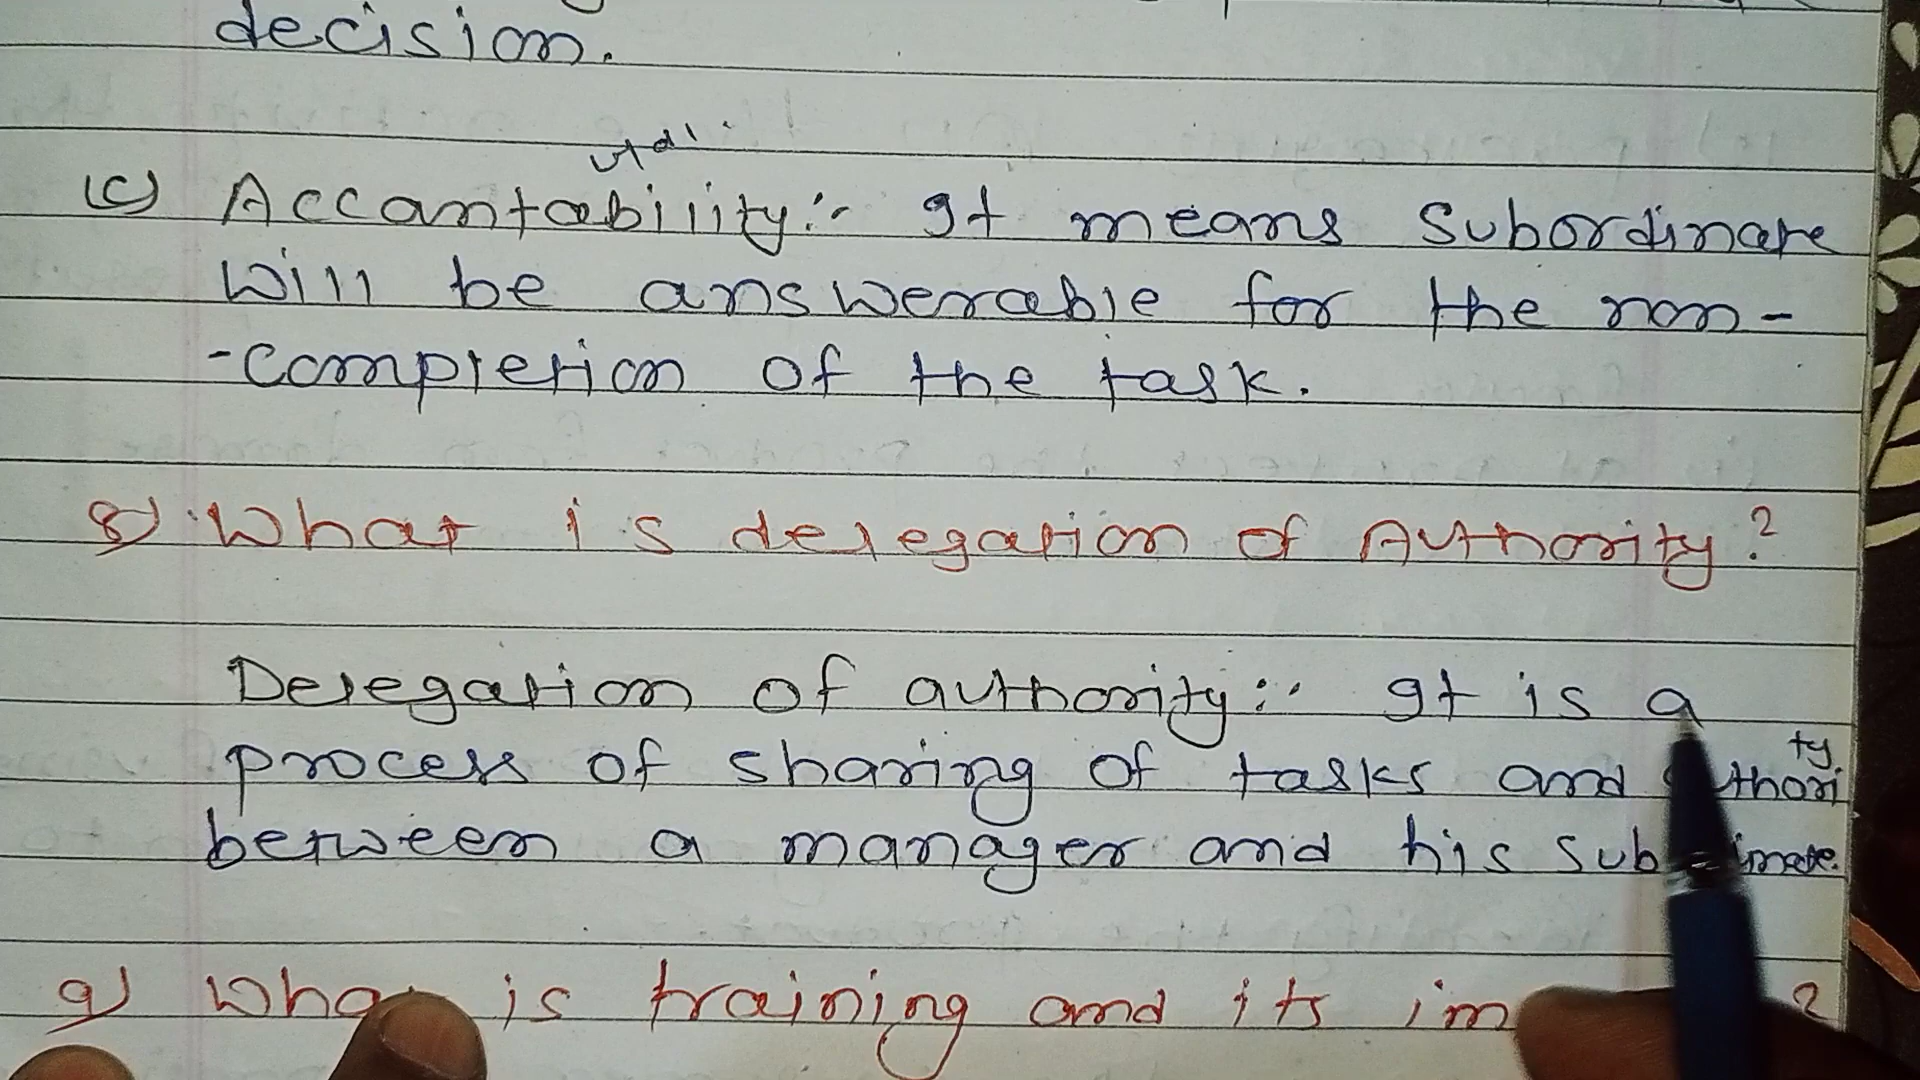 decision.
(c) Accantability:- It means subordinate
will be answerable for the non-
-completion of the task.
8) What is delegation of Authority?
Delegation of authority:- It is a
process of sharing of tasks and
ty
between a manager and his
9) is training and its ?